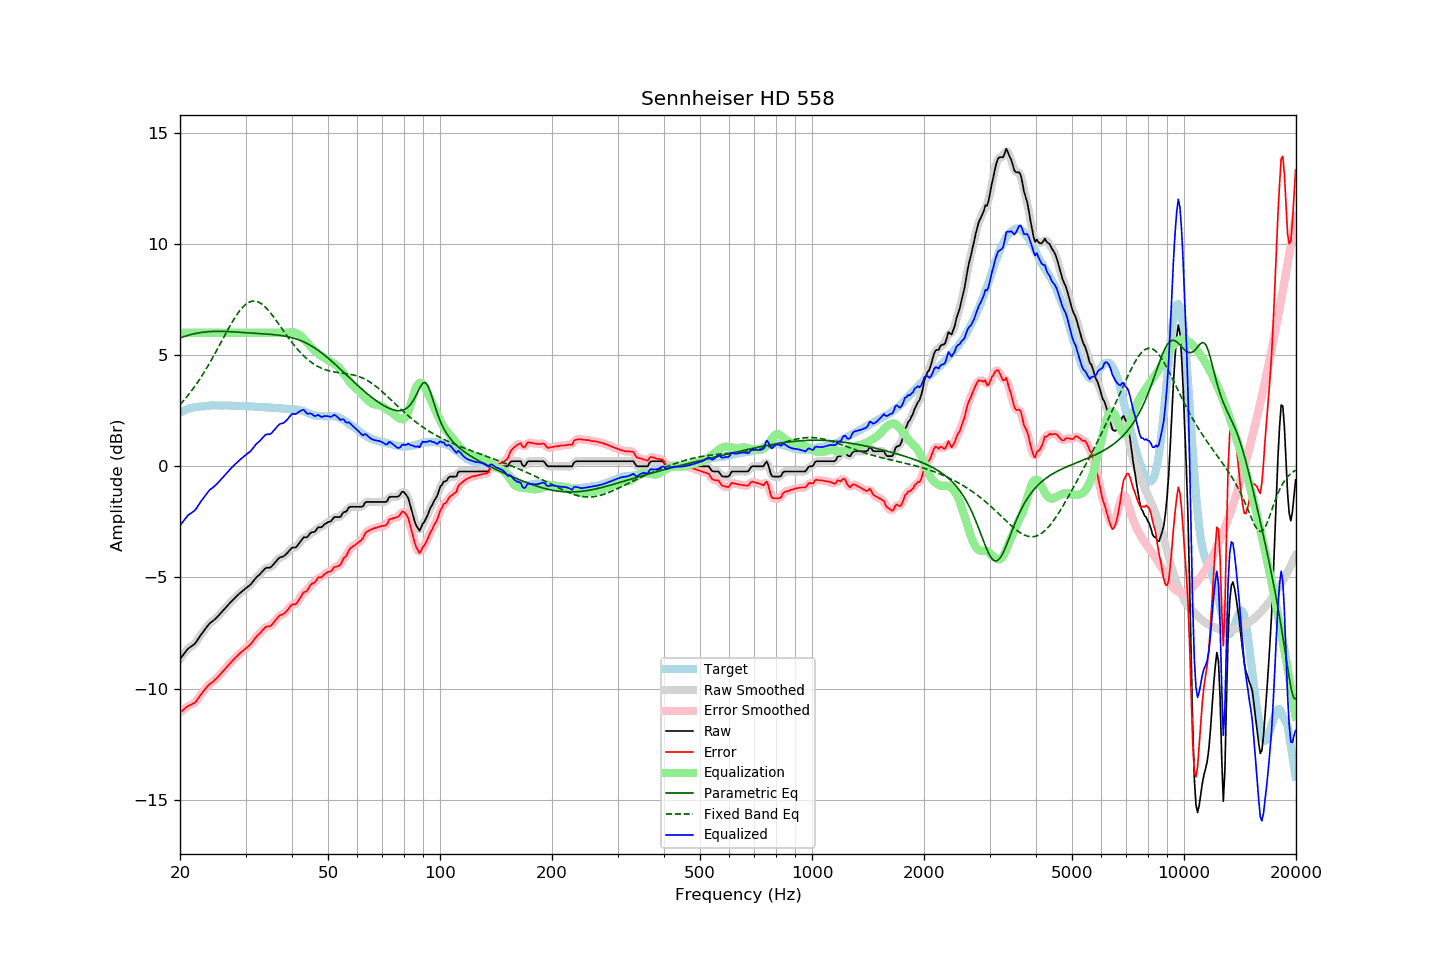 Sennheiser HD 558
15
10
5
0
−5
−10
−15
Amplitude (dBr)
20
50
100
200
500
1000
2000
5000
10000
20000
Frequency (Hz)
Target
Raw Smoothed
Error Smoothed
Raw
Error
Equalization
Parametric Eq
Fixed Band Eq
Equalized